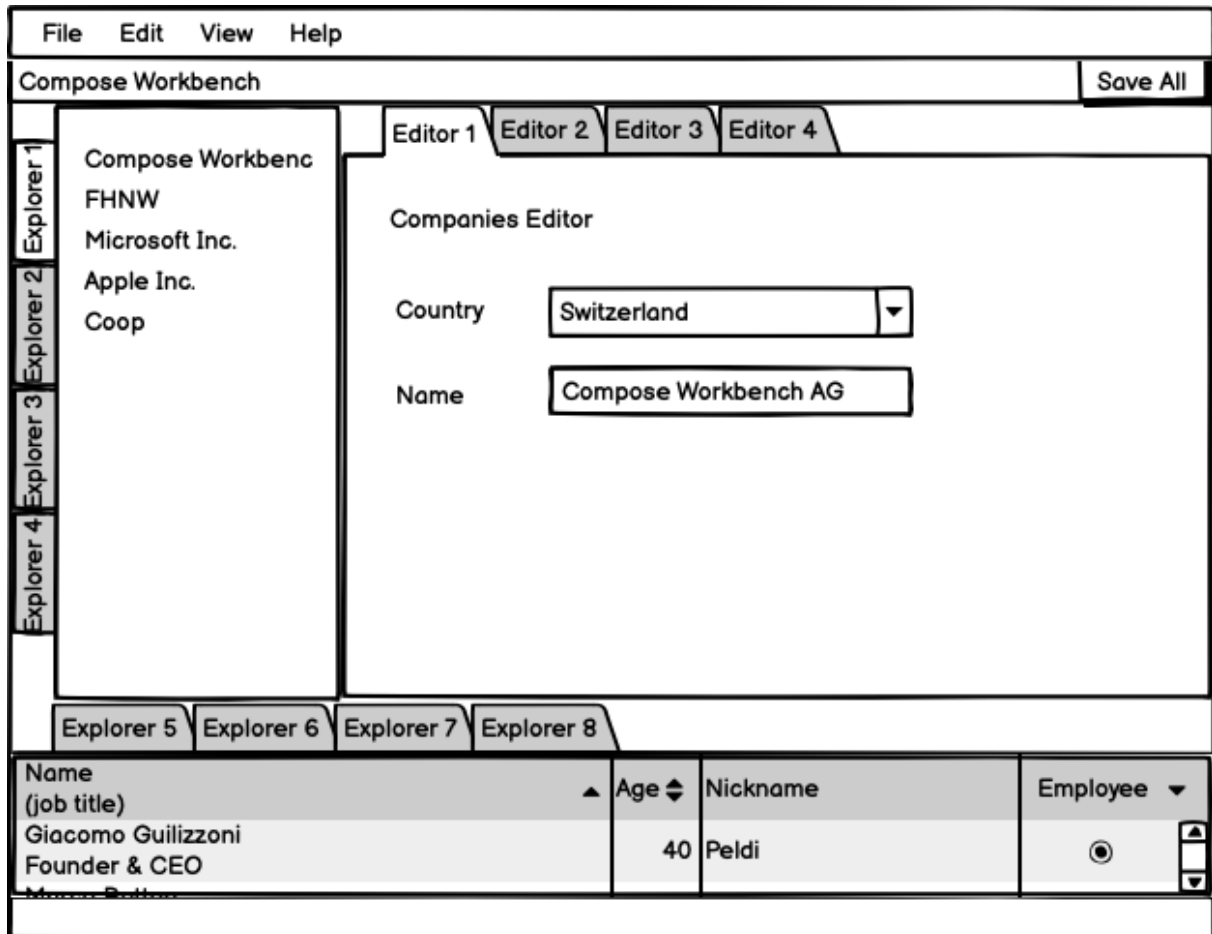 File Edit View Help
Compose Workbench Save All
Editor 1 Editor 2 Editor 3 Editor 4
Explorer 1
Explorer 2
Explorer 3
Explorer 4
Compose Workbenc
FHNW
Microsoft Inc.
Apple Inc.
Coop
Companies Editor
Country Switzerland
Name Compose Workbench AG
Explorer 5 Explorer 6 Explorer 7 Explorer 8
Name
(job title)
Age Nickname Employee
Giacomo Guilizzoni
Founder & CEO
40 Peldi